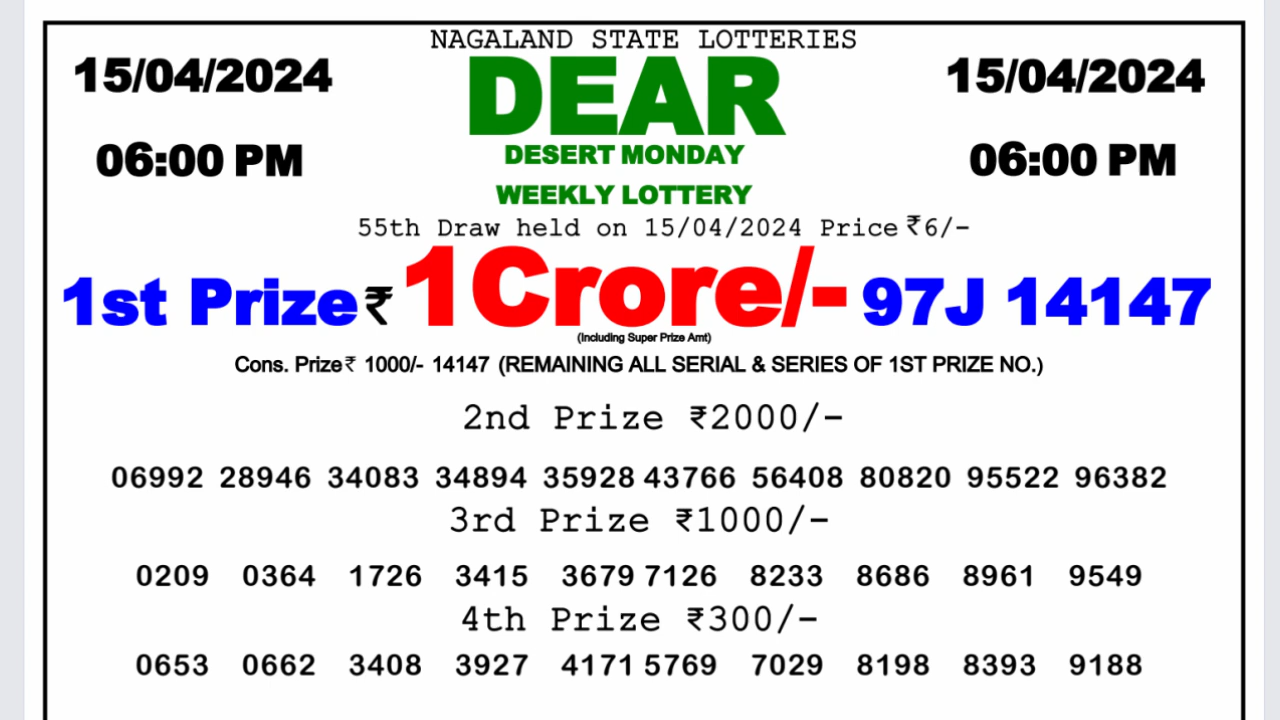 NAGALAND STATE LOTTERIES
15/04/2024 DEAR 15/04/2024
06:00 PM DESERT MONDAY 06:00 PM
WEEKLY LOTTERY
55th Draw held on 15/04/2024 Price ₹6/-
1st Prize ₹ 1Crore/- 97J 14147
(Including Super Prize Amt)
Cons. Prize ₹ 1000/- 14147 (REMAINING ALL SERIAL & SERIES OF 1ST PRIZE NO.)
2nd Prize ₹2000/-
06992 28946 34083 34894 35928 43766 56408 80820 95522 96382
3rd Prize ₹1000/-
0209 0364 1726 3415 3679 7126 8233 8686 8961 9549
4th Prize ₹300/-
0653 0662 3408 3927 4171 5769 7029 8198 8393 9188